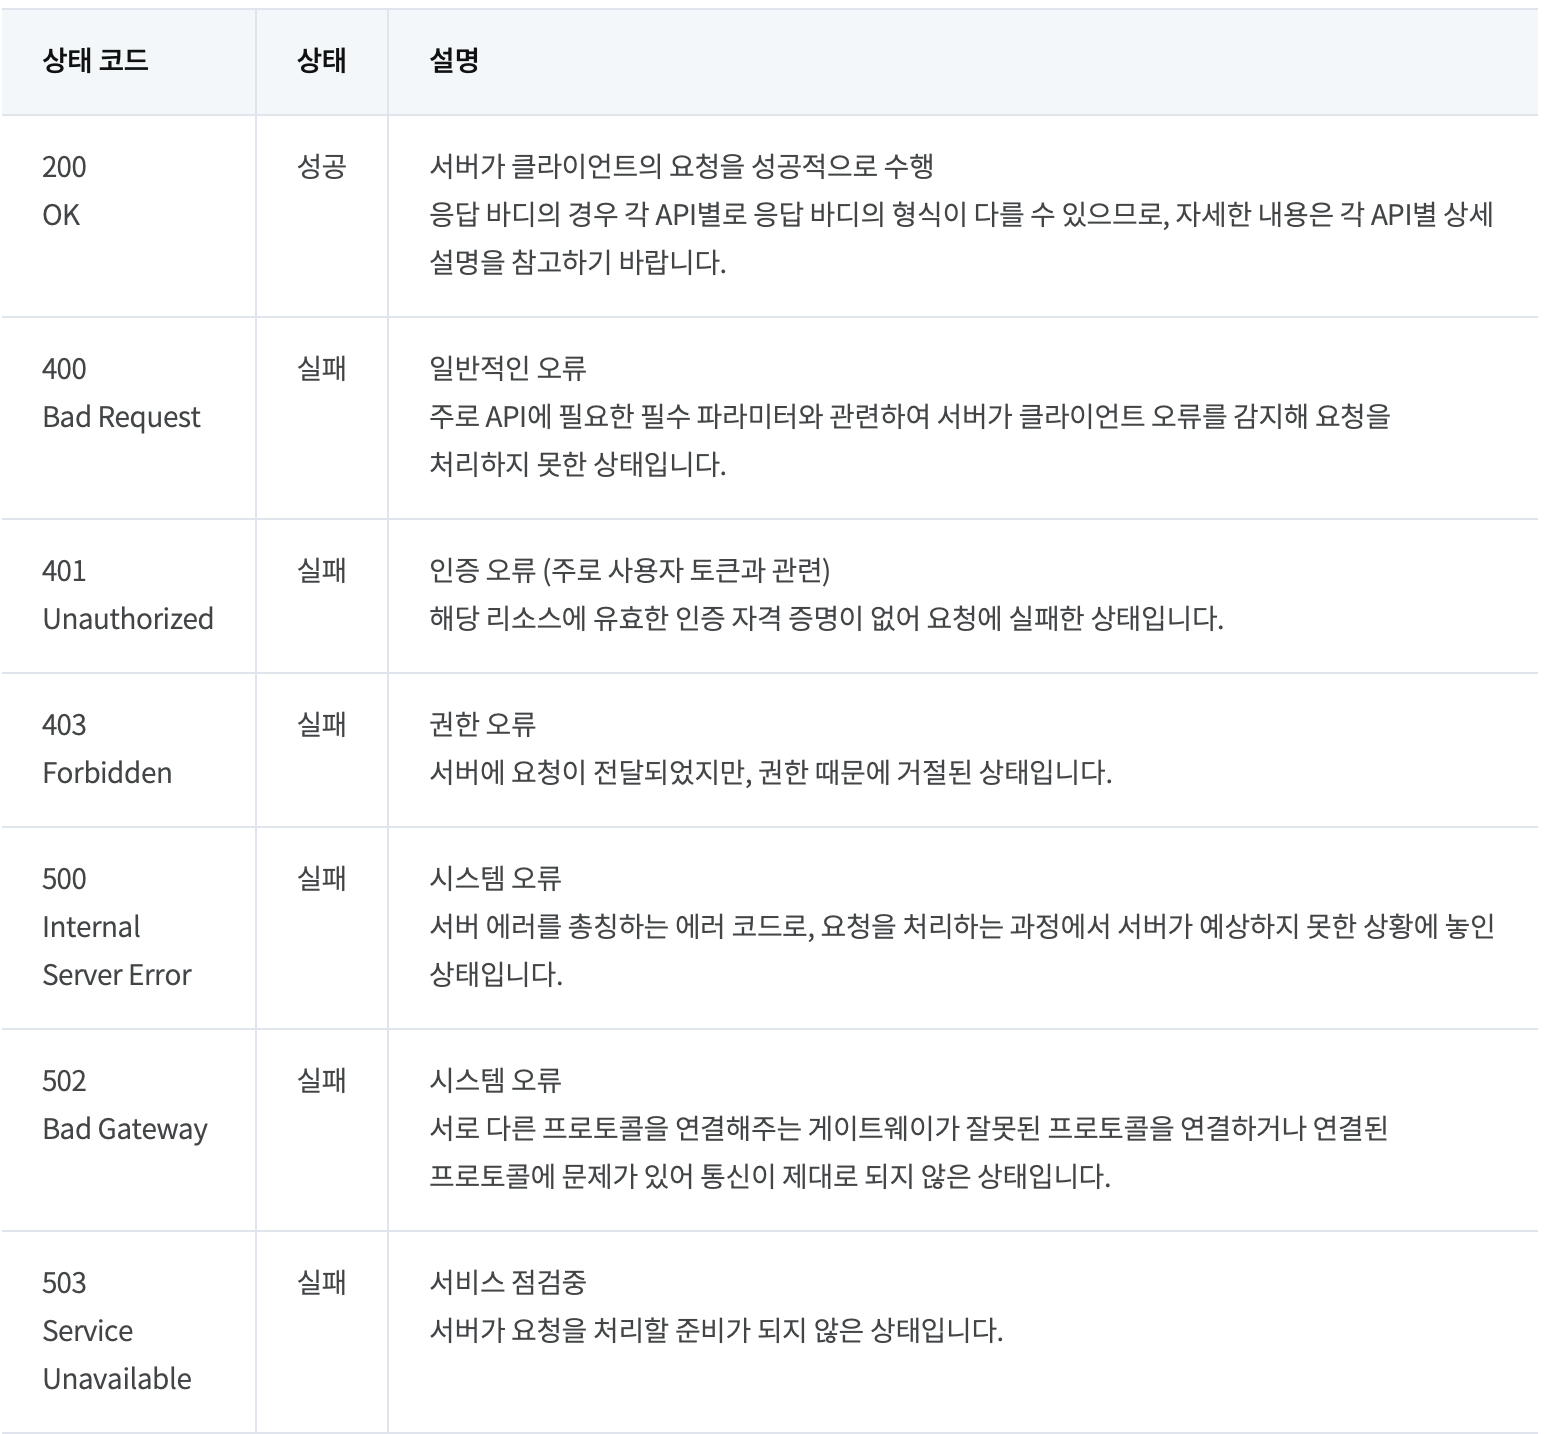 상태 코드
상태
설명
200
OK
성공
서버가 클라이언트의 요청을 성공적으로 수행
응답 바디의 경우 각 API별로 응답 바디의 형식이 다를 수 있으므로, 자세한 내용은 각 API별 상세
설명을 참고하기 바랍니다.
400
Bad Request
실패
일반적인 오류
주로 API에 필요한 필수 파라미터와 관련하여 서버가 클라이언트 오류를 감지해 요청을
처리하지 못한 상태입니다.
401
Unauthorized
실패
인증 오류 (주로 사용자 토큰과 관련)
해당 리소스에 유효한 인증 자격 증명이 없어 요청에 실패한 상태입니다.
403
Forbidden
실패
권한 오류
서버에 요청이 전달되었지만, 권한 때문에 거절된 상태입니다.
500
Internal
Server Error
실패
시스템 오류
서버 에러를 총칭하는 에러 코드로, 요청을 처리하는 과정에서 서버가 예상하지 못한 상황에 놓인
상태입니다.
502
Bad Gateway
실패
시스템 오류
서로 다른 프로토콜을 연결해주는 게이트웨이가 잘못된 프로토콜을 연결하거나 연결된
프로토콜에 문제가 있어 통신이 제대로 되지 않은 상태입니다.
503
Service
Unavailable
실패
서비스 점검중
서버가 요청을 처리할 준비가 되지 않은 상태입니다.